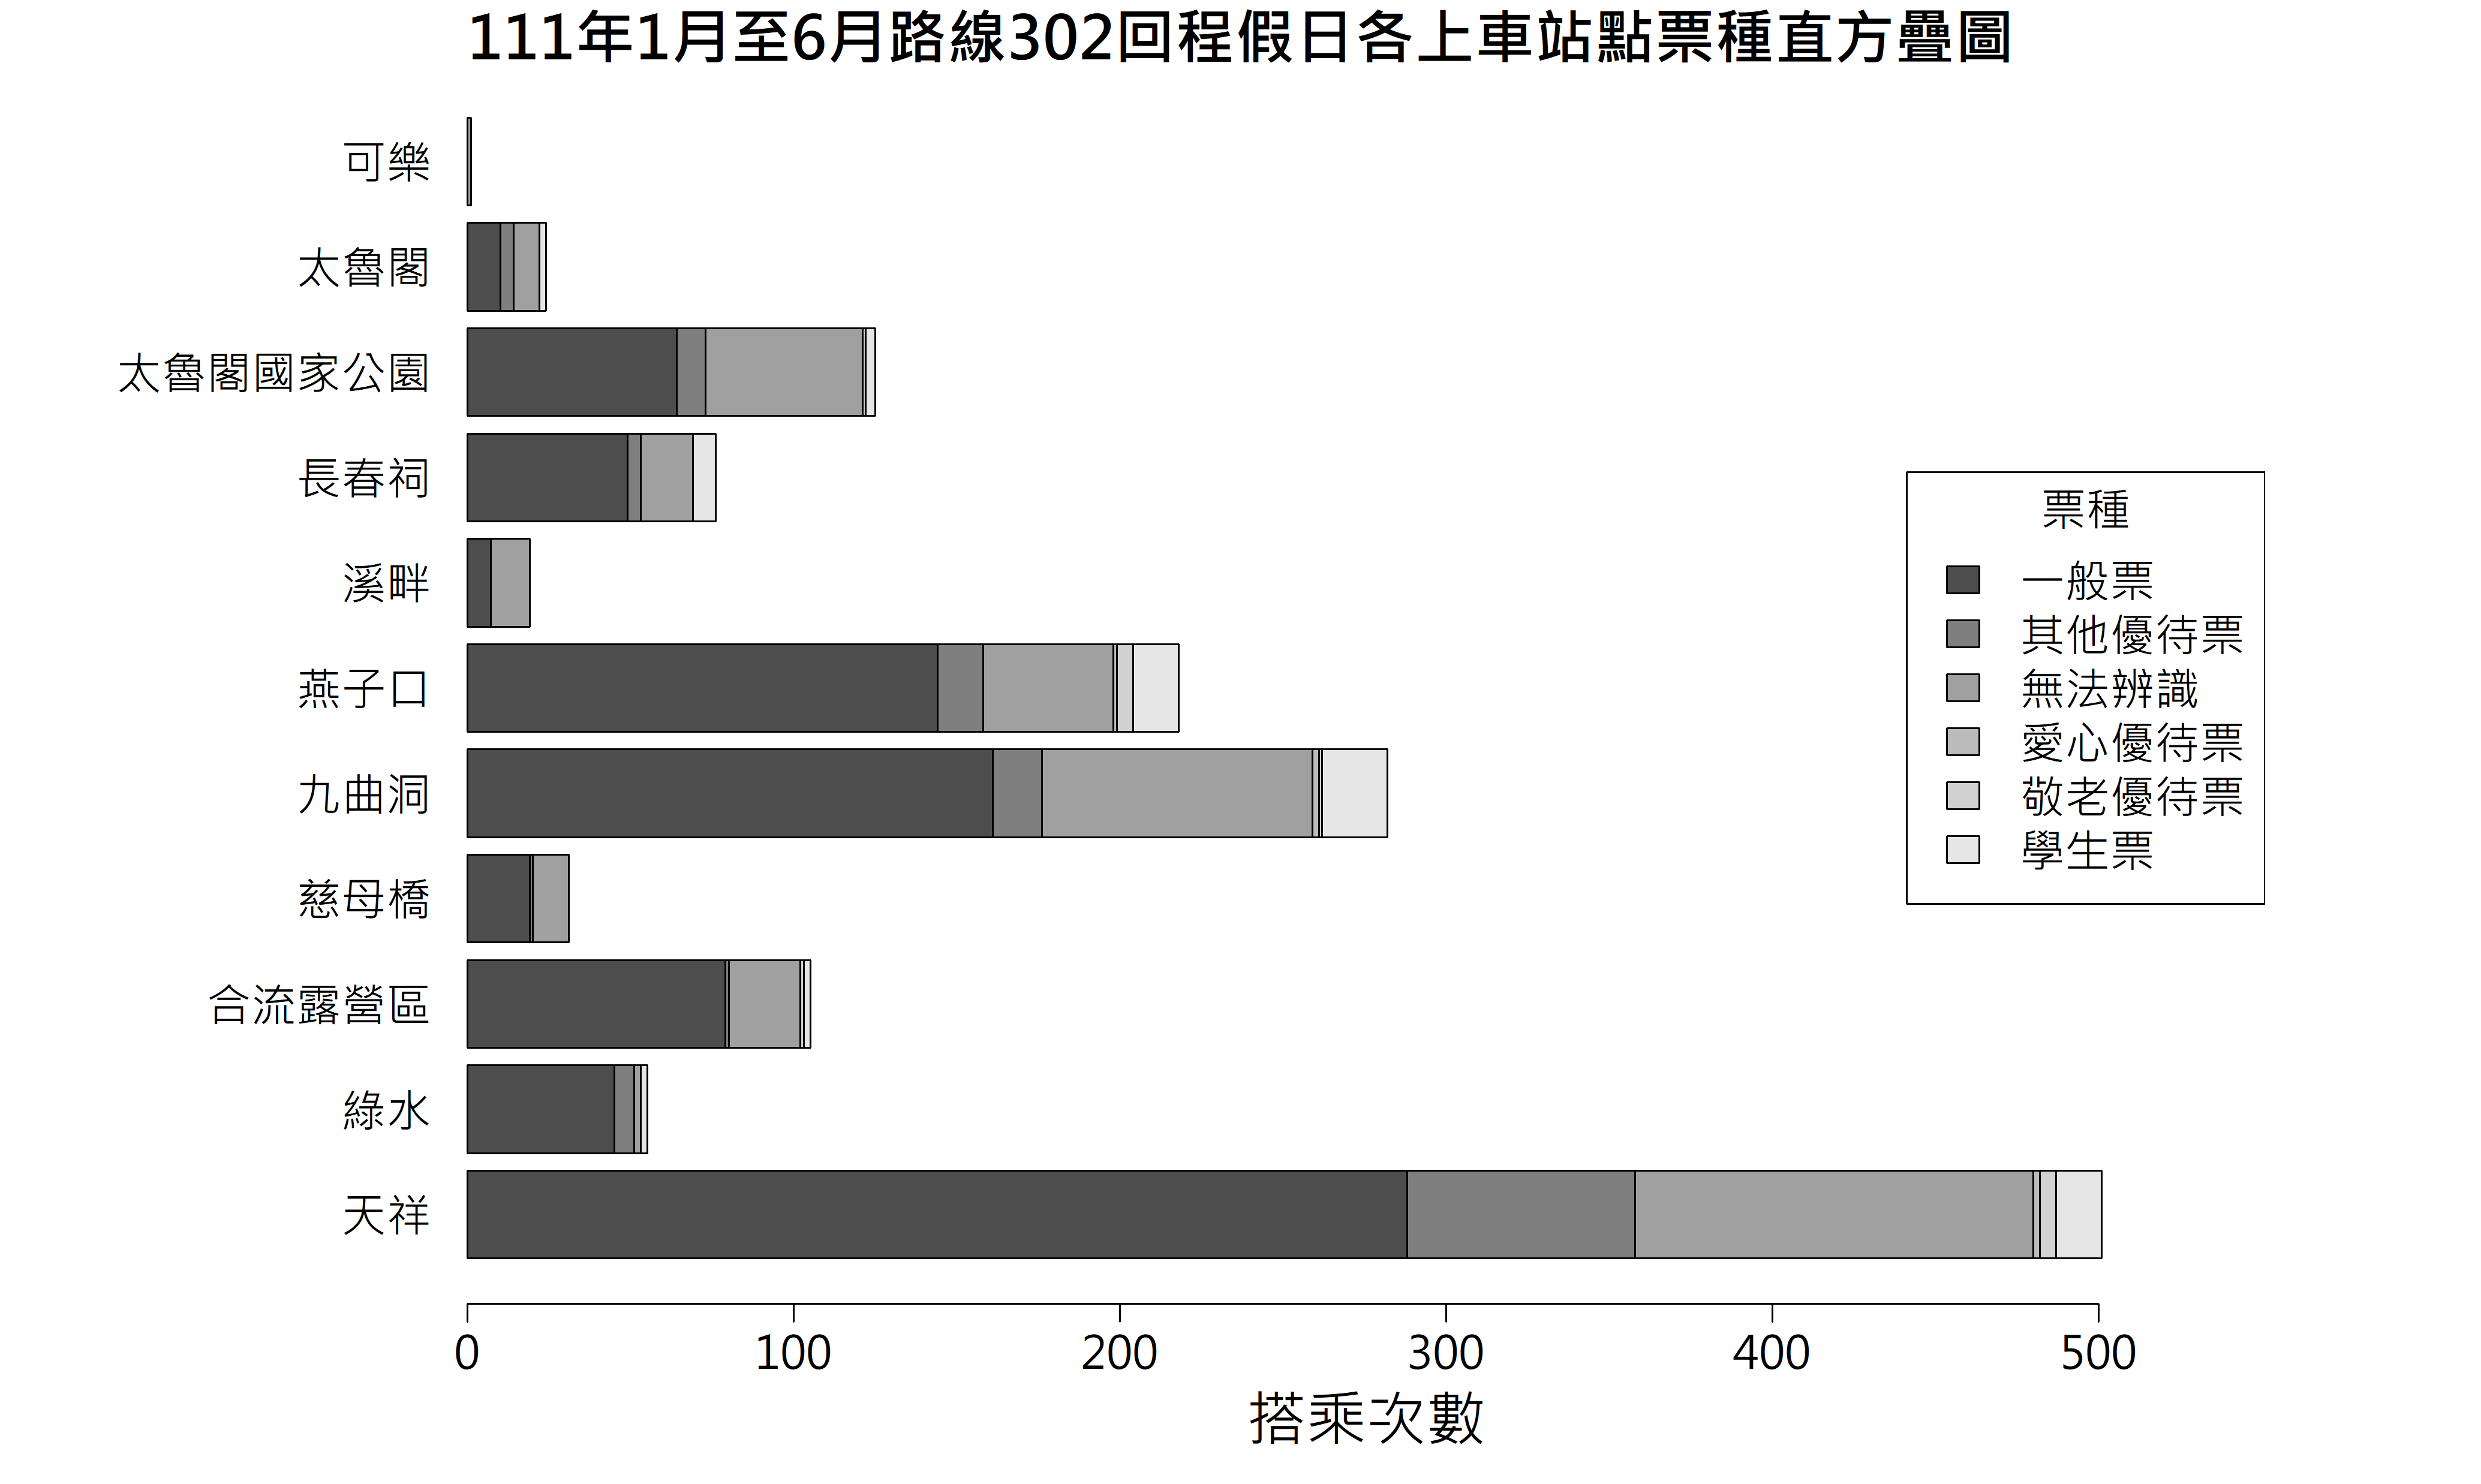 111年1月至6月路線302回程假日各上車站點票種直方疊圖
可樂
太魯閣
太魯閣國家公園
長春祠
溪畔
燕子口
九曲洞
慈母橋
合流露營區
綠水
天祥
票種
一般票
其他優待票
無法辨識
愛心優待票
敬老優待票
學生票
0 100 200 300 400 500
搭乘次數